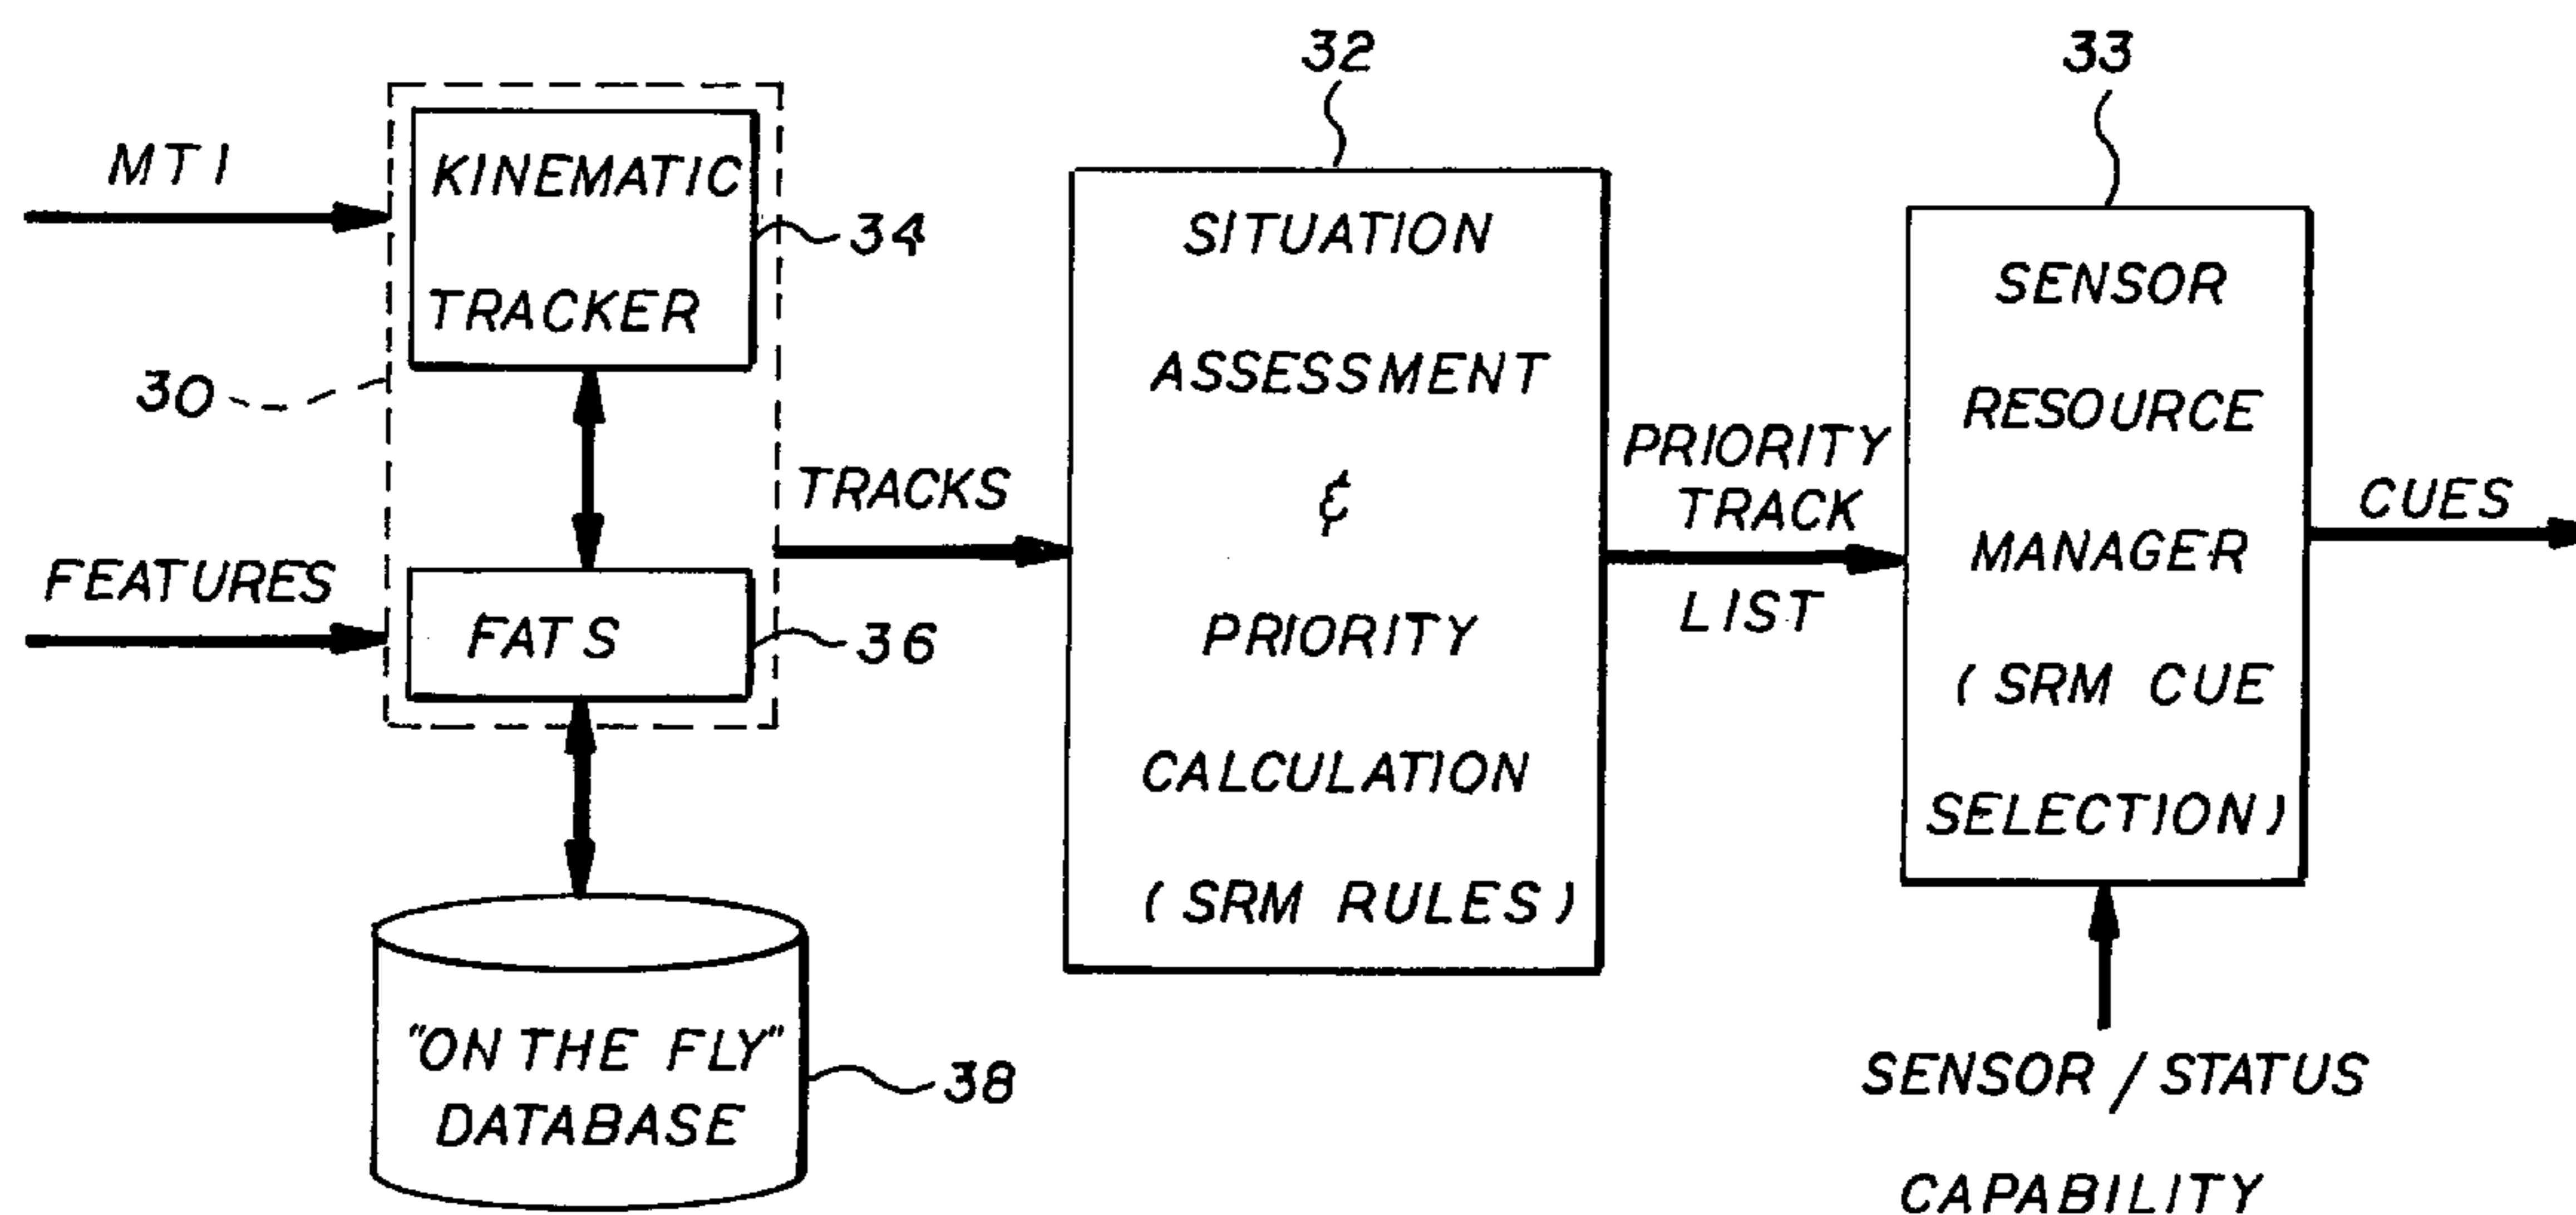 MTI
FEATURES
30
KINEMATIC
TRACKER
34
FATS
36
"ON THE FLY"
DATABASE
38
TRACKS
32
SITUATION
ASSESSMENT
&
PRIORITY
CALCULATION
(SRM RULES)
PRIORITY
TRACK
LIST
33
SENSOR
RESOURCE
MANAGER
(SRM CUE
SELECTION)
CUES
SENSOR / STATUS
CAPABILITY